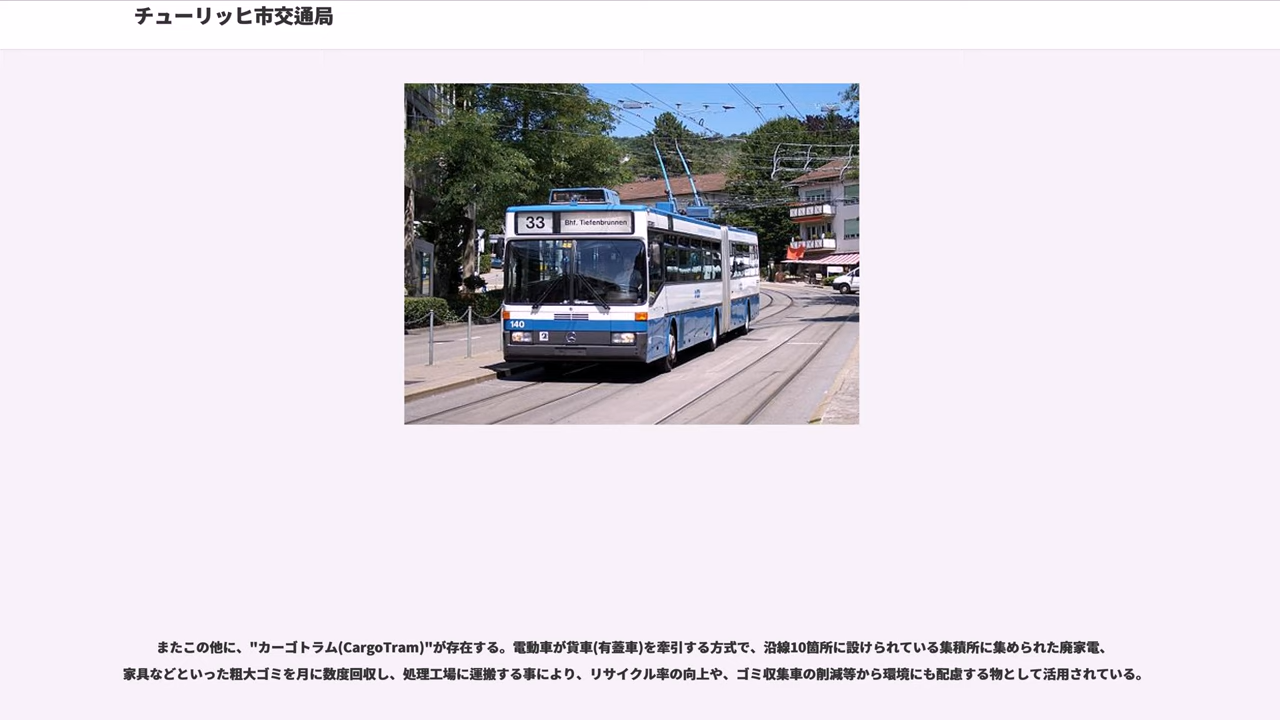 チューリッヒ市交通局
33 Bhf. Tiefenbrunnen
140
またこの他に、"カーゴトラム(CargoTram)"が存在する。電動車が貨車(有蓋車)を牽引する方式で、沿線10箇所に設けられている集積所に集められた廃家電、
家具などといった粗大ゴミを月に数度回収し、処理工場に運搬する事により、リサイクル率の向上や、ゴミ収集車の削減等から環境にも配慮する物として活用されている。